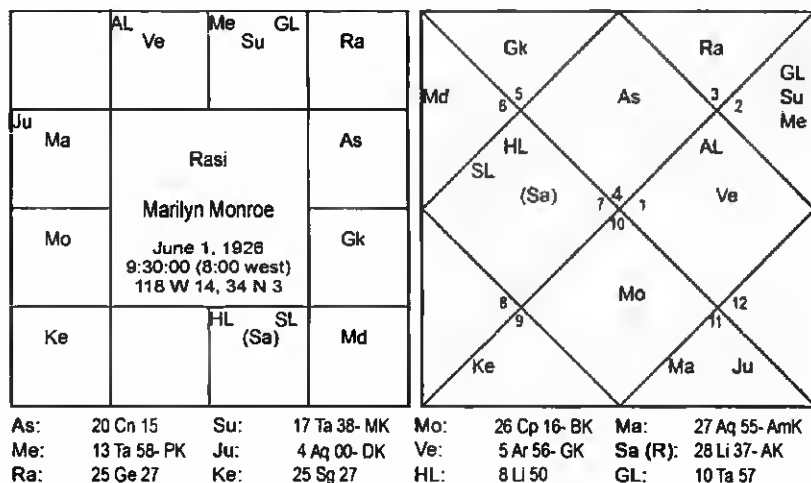 AL Ve
Me GL
Su
Ra
Ju
Ma
As
Rasi
Marilyn Monroe
June 1, 1926
9:30:00 (8:00 west)
118 W 14, 34 N 3
Mo
Gk
Ke
HL SL
(Sa)
Md
Gk
Ra
GL
Su
Me
Md
5
6
As
3
2
HL
SL
(Sa)
AL
Ve
4
7 1
10
Mo
8
9
12
11
Ke
Ma Ju
As: 20 Cn 15 Su: 17 Ta 38- MK Mo: 26 Cp 16- BK Ma: 27 Aq 55- AmK
Me: 13 Ta 58- PK Ju: 4 Aq 00- DK Ve: 5 Ar 56- GK Sa (R): 28 Li 37- AK
Ra: 25 Ge 27 Ke: 25 Sg 27 HL: 8 Li 50 GL: 10 Ta 57